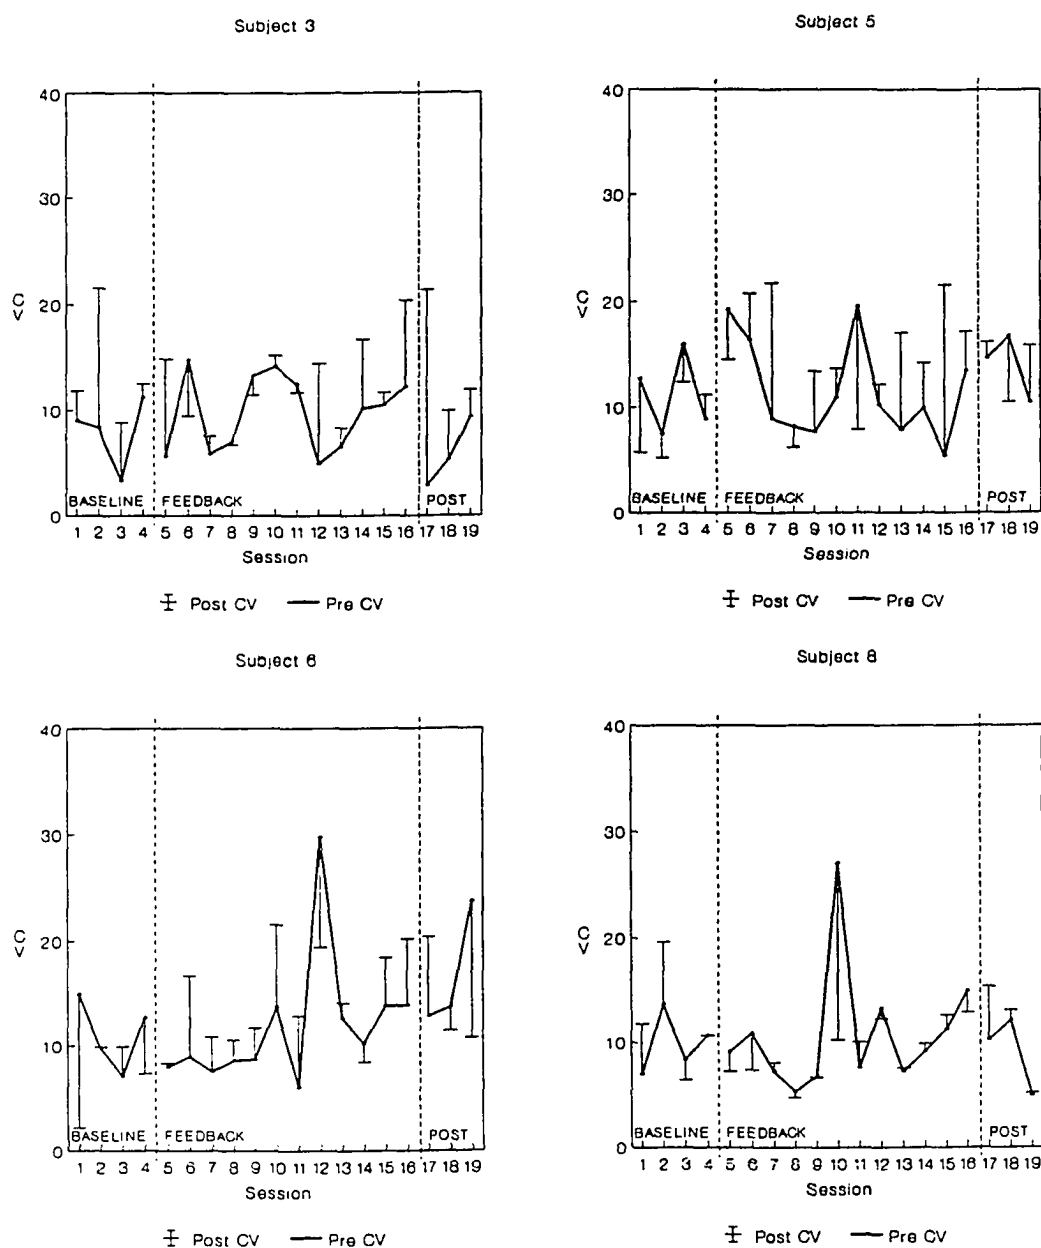 Subject 3
40
30
20
10
0
CV
BASELINE FEEDBACK POST
1 2 3 4 5 6 7 8 9 10 11 12 13 14 15 16 17 18 19
Session
Post CV Pre CV
Subject 5
40
30
20
10
0
CV
BASELINE FEEDBACK POST
1 2 3 4 5 6 7 8 9 10 11 12 13 14 15 16 17 18 19
Session
Post CV Pre CV
Subject 6
40
30
20
10
0
CV
BASELINE FEEDBACK POST
1 2 3 4 5 6 7 8 9 10 11 12 13 14 15 16 17 18 19
Session
Post CV Pre CV
Subject 8
40
30
20
10
0
CV
BASELINE FEEDBACK POST
1 2 3 4 5 6 7 8 9 10 11 12 13 14 15 16 17 18 19
Session
Post CV Pre CV